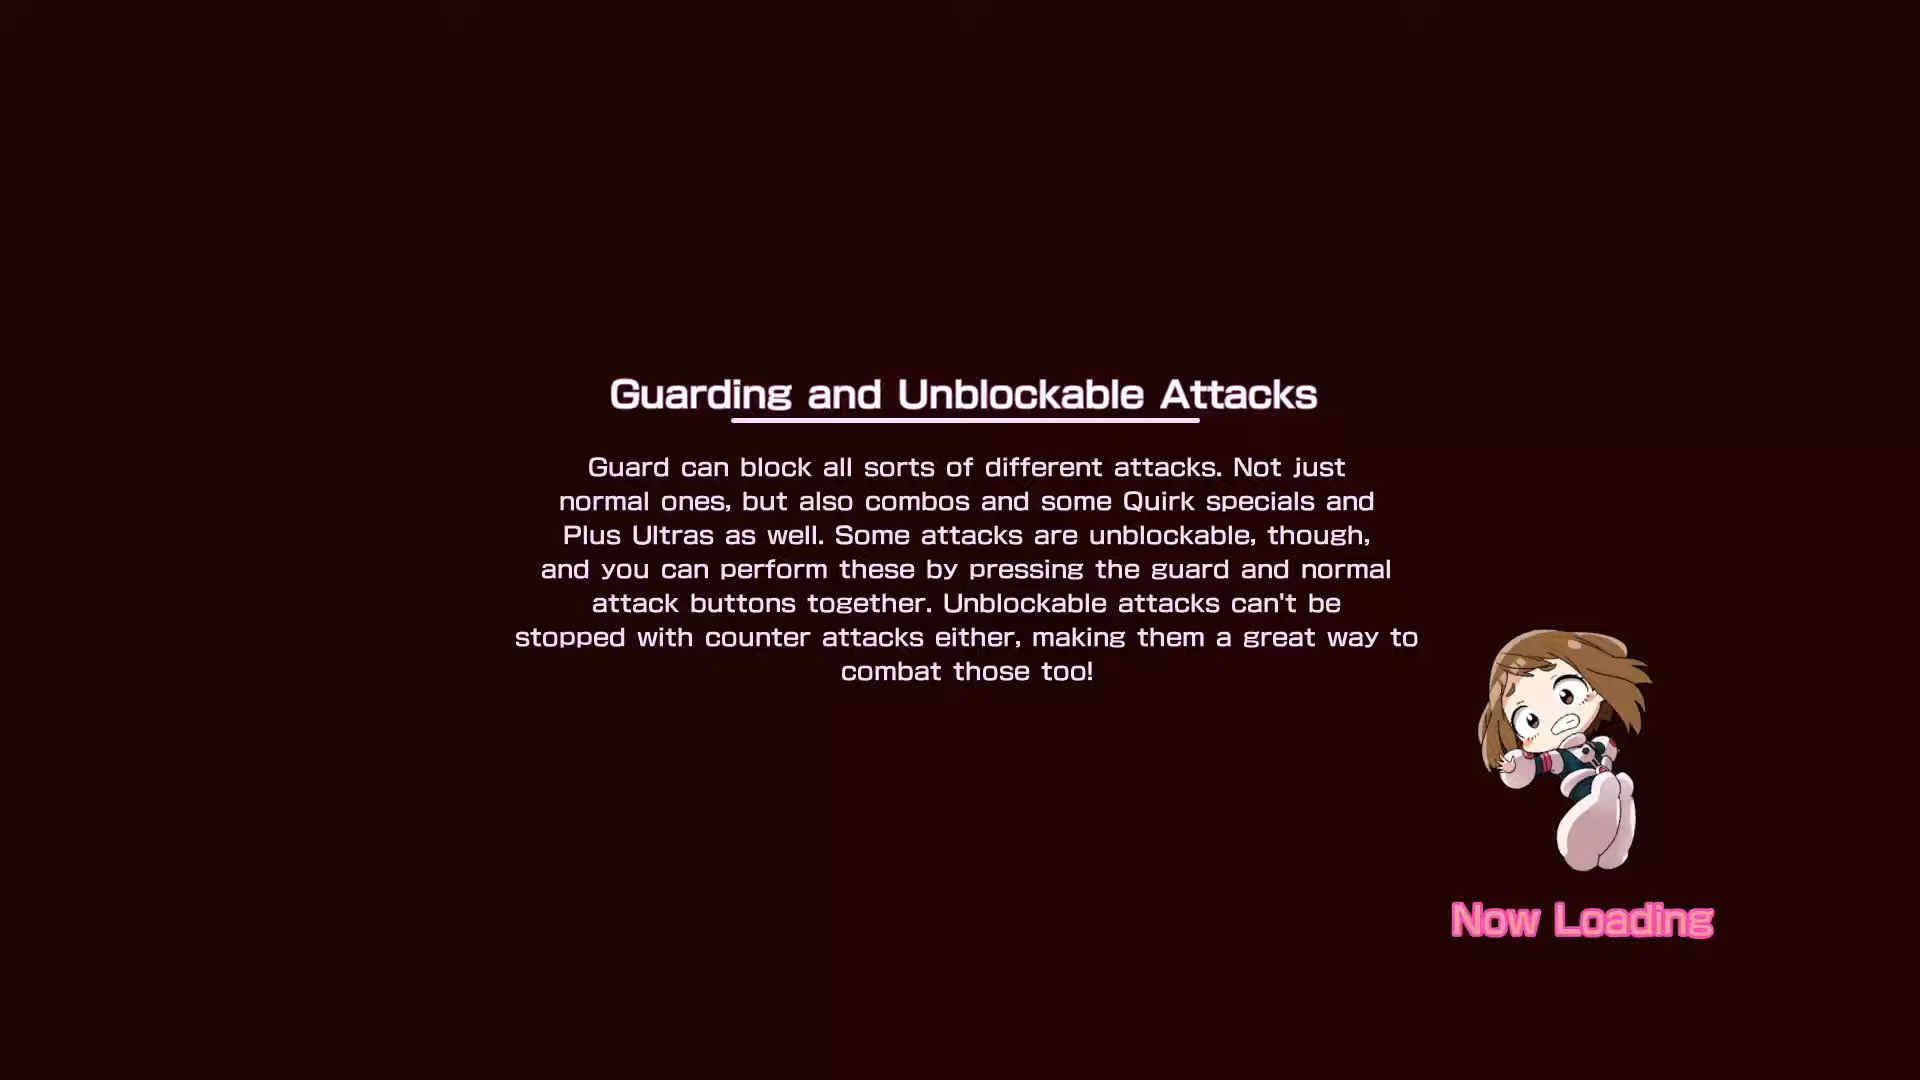 Guarding and Unblockable Attacks
Guard can block all sorts of different attacks. Not just
normal ones, but also combos and some Quirk specials and
Plus Ultras as well. Some attacks are unblockable, though,
and you can perform these by pressing the guard and normal
attack buttons together. Unblockable attacks can't be
stopped with counter attacks either, making them a great way to
combat those too!
Now Loading